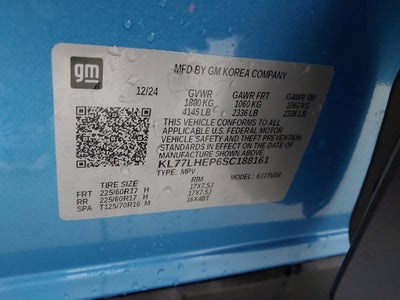 gm
MFD BY GM KOREA COMPANY
12/24
GVWR GAWR FRT GAWR RR
1880 KG 1060 KG 1060 KG
4145 LB 2336 LB 2336 LB
THIS VEHICLE CONFORMS TO ALL
APPLICABLE FEDERAL
VEHICLE SAFETY BUMPER, AND THEFT PREVENTION
STANDARDS IN EFFECT ON THE DATE OF
MANUFACTURE SHOWN ABOVE.
KL77LHEP6SC188161
TYPE: MPV
TIRE SIZE RIM
FRT 225/60R17 H 17X7.5J
RR 225/60R17 H 17X7.5J
SPA T125/70R16 M 16X4BT